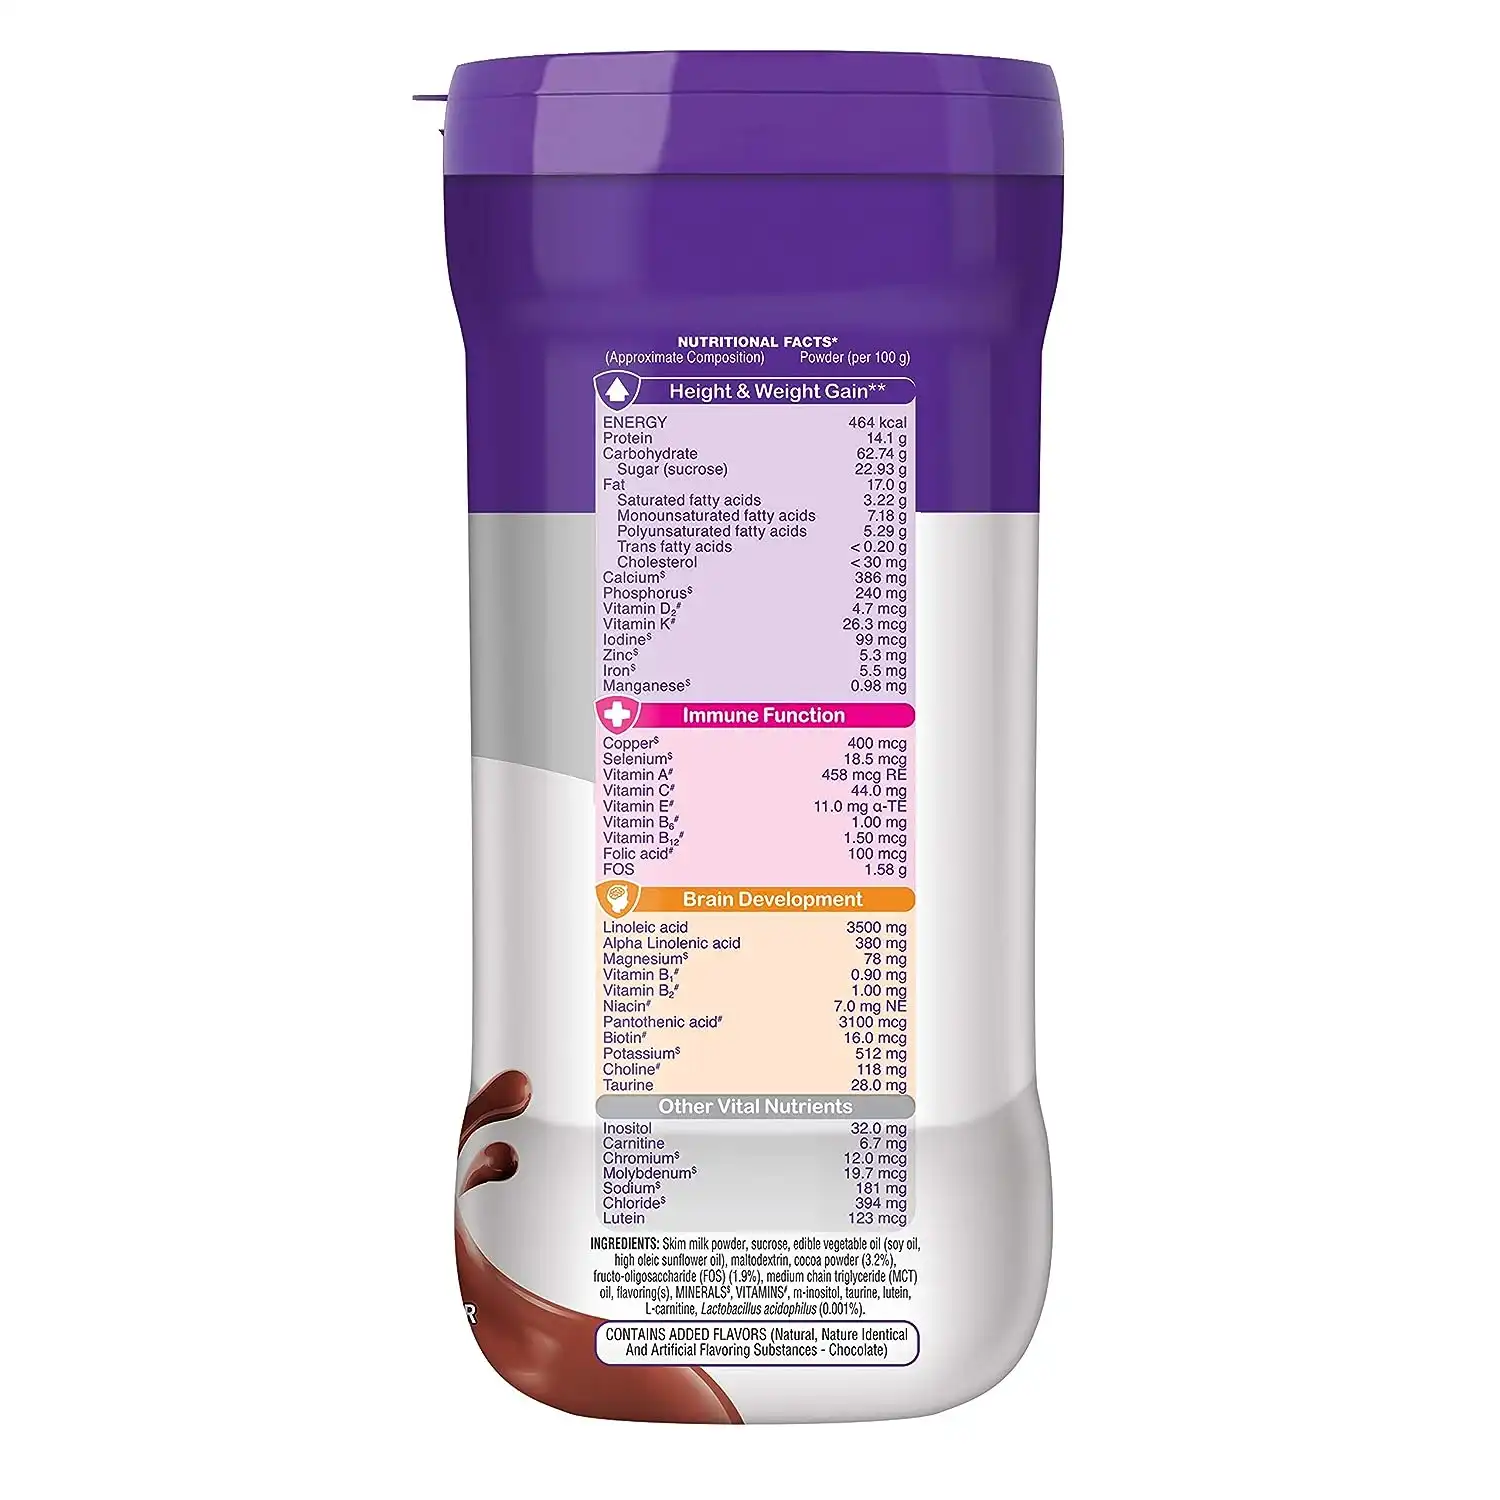 NUTRITIONAL FACTS*
(Approximate Composition) Powder (per 100 g)
Height & Weight Gain**
ENERGY 464 kcal
Protein 14.1 g
Carbohydrate 62.74 g
Sugar (sucrose) 22.93 g
Fat 17.0 g
Saturated fatty acids 3.22 g
Monounsaturated fatty acids 7.18 g
Polyunsaturated fatty acids 5.29 g
Trans fatty acids < 0.20 g
Cholesterol < 30 mg
Calcium$ 386 mg
Phosphorus$ 240 mg
Vitamin D₂# 4.7 mcg
Vitamin K# 26.3 mcg
Iodine$ 99 mcg
Zinc$ 5.3 mg
Iron$ 5.5 mg
Manganese$ 0.98 mg
Immune Function
Copper$ 400 mcg
Selenium$ 18.5 mcg
Vitamin A# 458 mcg RE
Vitamin C# 44.0 mg
Vitamin E# 11.0 mg α-TE
Vitamin B₆# 1.00 mg
Vitamin B₁₂# 1.50 mcg
Folic acid# 100 mcg
FOS 1.58 g
Brain Development
Linoleic acid 3500 mg
Alpha Linolenic acid 380 mg
Magnesium$ 78 mg
Vitamin B₁# 0.90 mg
Vitamin B₂# 1.00 mg
Niacin# 7.0 mg NE
Pantothenic acid# 3100 mcg
Biotin# 16.0 mcg
Potassium$ 512 mg
Choline# 118 mg
Taurine 28.0 mg
Other Vital Nutrients
Inositol 32.0 mg
Carnitine 6.7 mg
Chromium$ 12.0 mcg
Molybdenum$ 19.7 mcg
Sodium$ 181 mg
Chloride$ 394 mg
Lutein 123 mcg
INGREDIENTS: Skim milk powder, sucrose, edible vegetable oil (soy oil,
high oleic sunflower oil), maltodextrin, cocoa powder (3.2%),
fructo-oligosaccharide (FOS) (1.9%), medium chain triglyceride (MCT)
oil, flavoring(s), MINERALS$, VITAMINS#, m-inositol, taurine, lutein,
L-carnitine, Lactobacillus acidophilus (0.001%).
R
CONTAINS ADDED FLAVORS (Natural, Nature Identical
And Artificial Flavoring Substances - Chocolate)